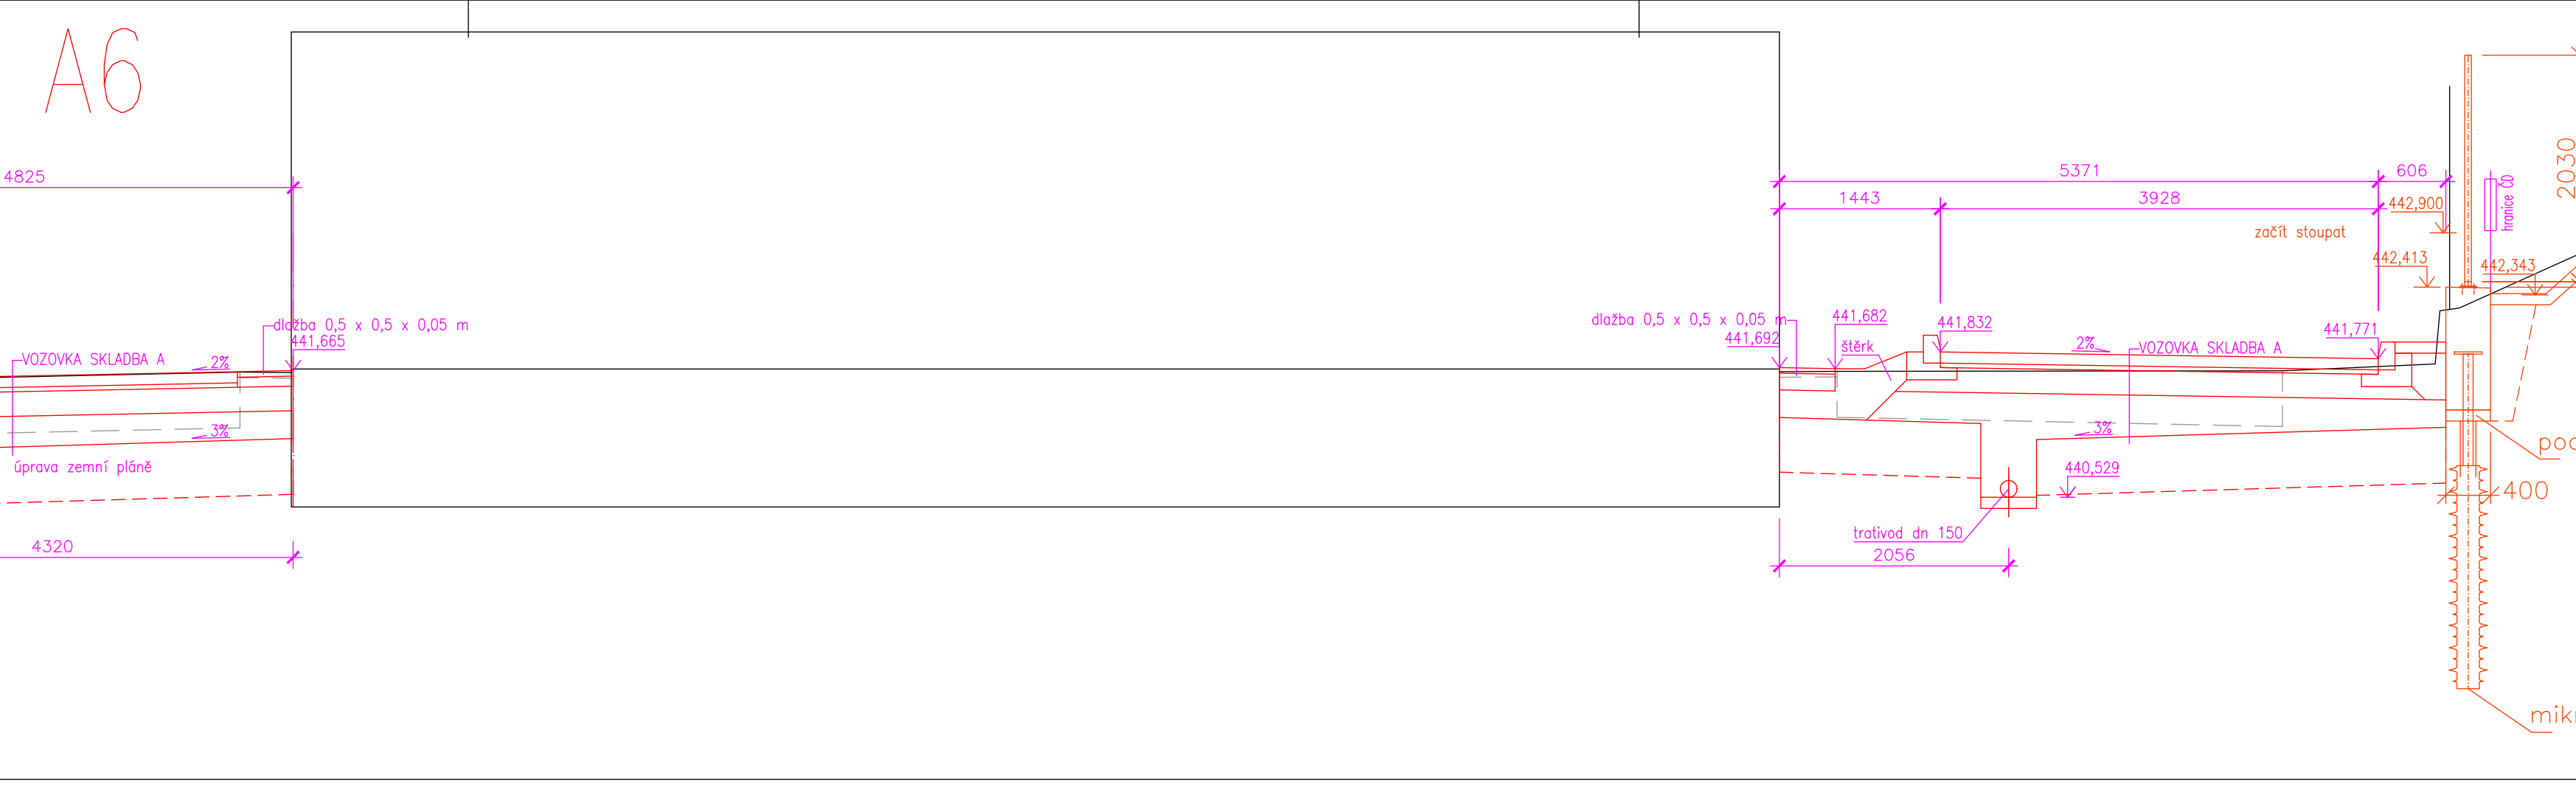 A6
4825
5371
606
2030
1443
3928
442,900
hranice ČD
začít stoupat
442,413
442,343
dlažba 0,5 x 0,5 x 0,05 m
441,665
dlažba 0,5 x 0,5 x 0,05 m
441,692
441,682
štěrk
441,832
441,771
VOZOVKA SKLADBA A
2%
2%
VOZOVKA SKLADBA A
3%
3%
úprava zemní pláně
440,529
400
4320
trativod dn 150
2056